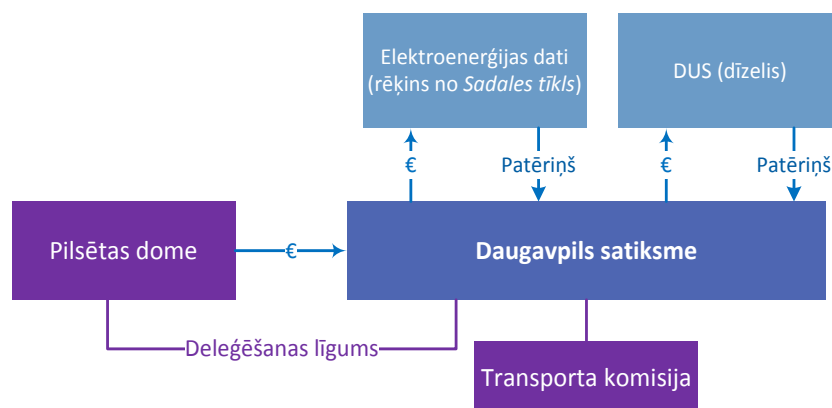 Elektroenerģijas dati
(rēķins no Sadales tīkls)
DUS (dīzelis)
€
Patēriņš
€
Patēriņš
Pilsētas dome
€
Daugavpils satiksme
Deleģēšanas līgums
Transporta komisija